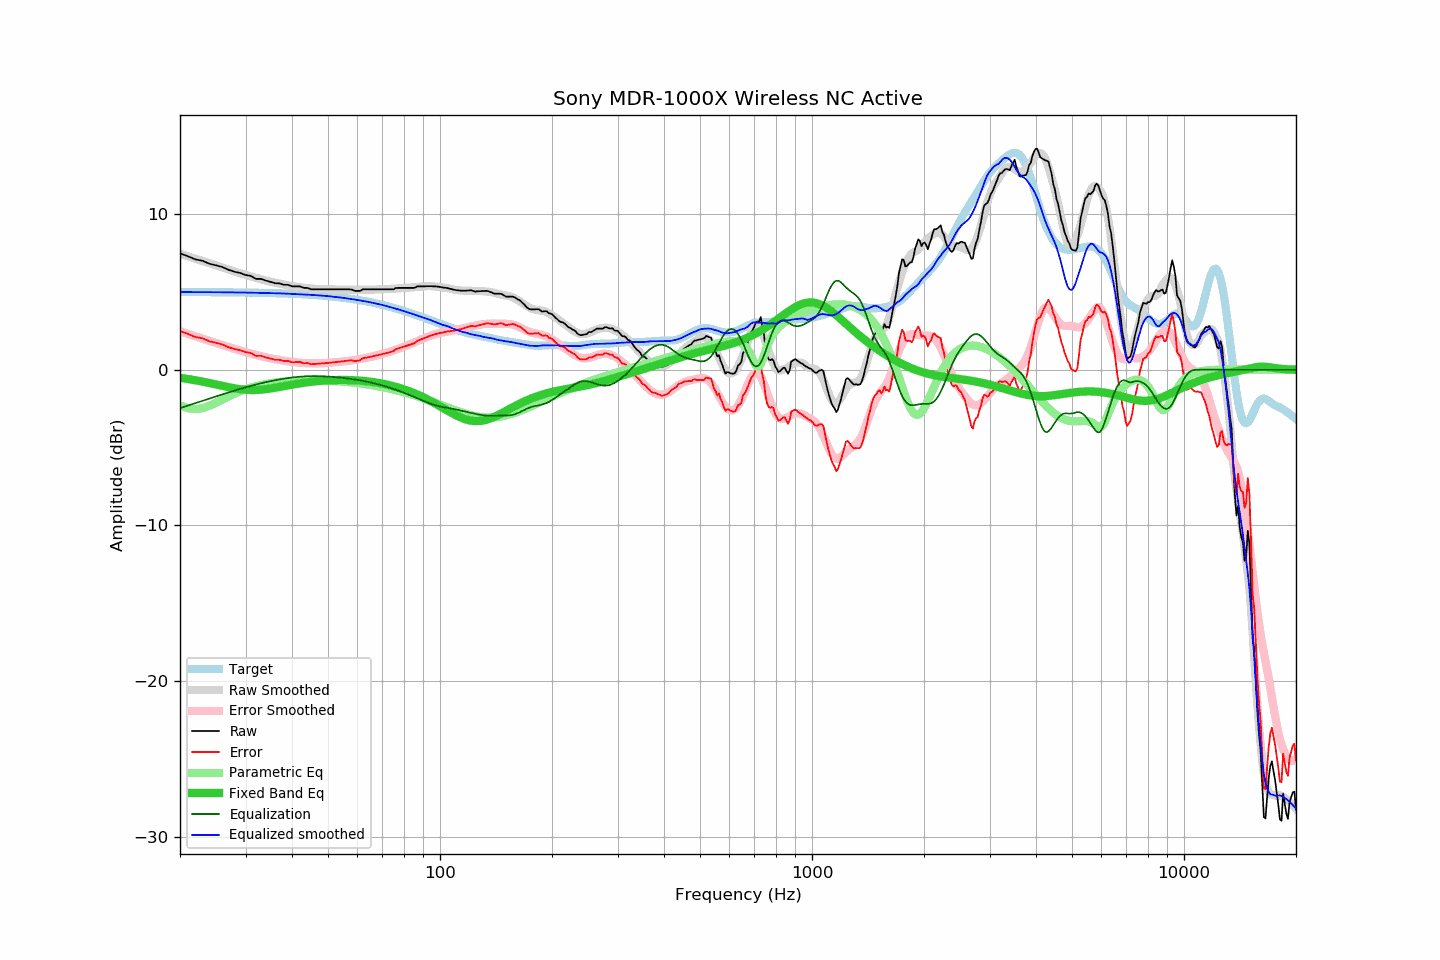 Sony MDR-1000X Wireless NC Active
Amplitude (dBr)
10
0
−10
−20
−30
Target
Raw Smoothed
Error Smoothed
Raw
Error
Parametric Eq
Fixed Band Eq
Equalization
Equalized smoothed
100
1000
10000
Frequency (Hz)